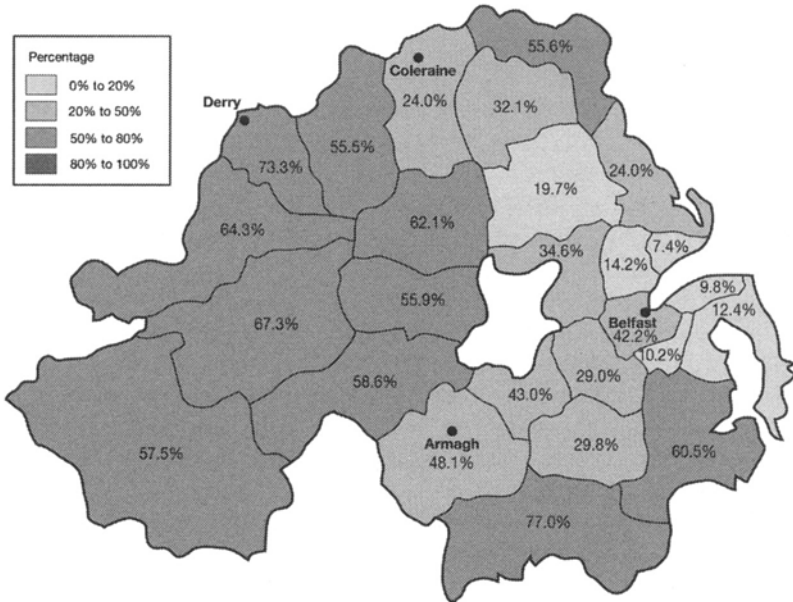 Percentage
0% to 20%
20% to 50%
50% to 80%
80% to 100%
55.6%
Coleraine
24.0%
32.1%
Derry
55.5%
73.3%
19.7%
24.0%
64.3%
62.1%
34.6%
14.2%
7.4%
9.8%
12.4%
67.3%
55.9%
Belfast
42.2%
10.2%
58.6%
43.0%
29.0%
Armagh
48.1%
29.8%
60.5%
57.5%
77.0%